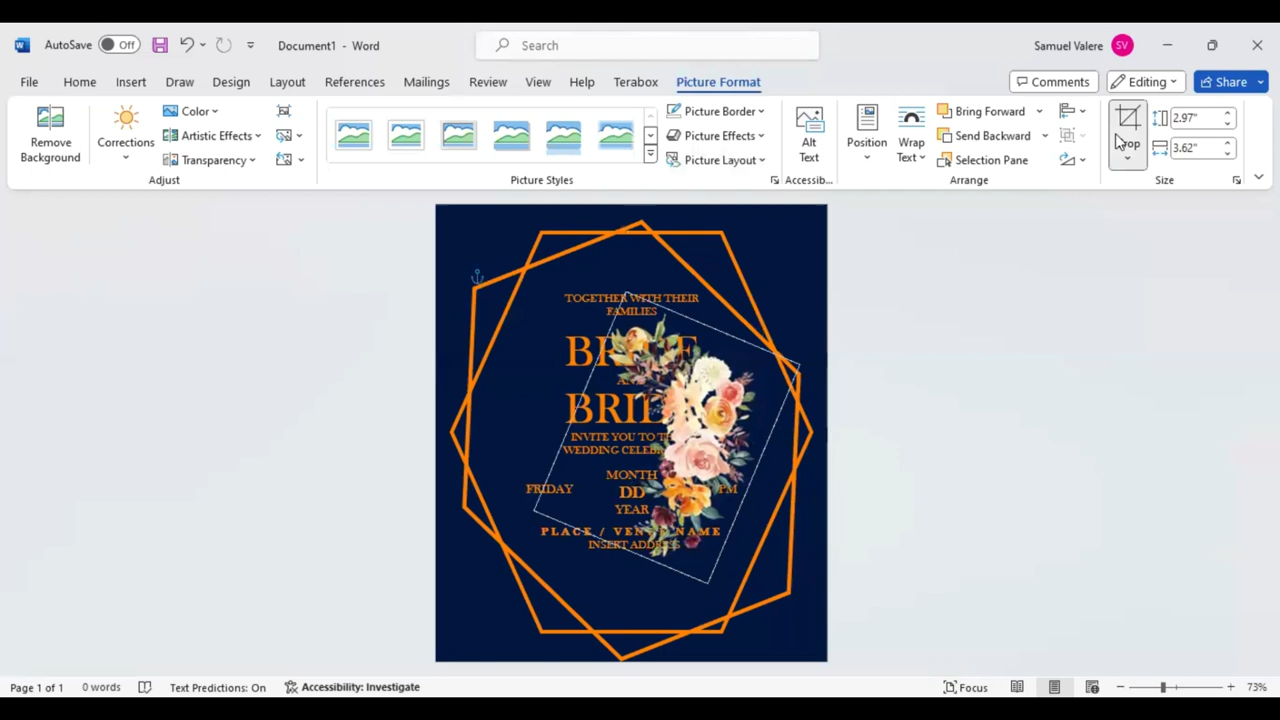 AutoSave Off Document1 - Word Search Samuel Valere SV
File Home Insert Draw Design Layout References Mailings Review View Help Terabox Picture Format Comments Editing Share
Remove Background
Corrections
Color
Artistic Effects
Transparency
Adjust
Picture Styles
Picture Border
Picture Effects
Picture Layout
Alt Text
Accessib...
Position
Wrap Text
Bring Forward
Send Backward
Selection Pane
Arrange
2.97"
3.62"
Size
TOGETHER WITH THEIR
FAMILIES
INVITE YOU TO
WEDDING
MONTH
FRIDAY DD PM
YEAR
PLACE / NAME
INSERT
Page 1 of 1 0 words Text Predictions: On Accessibility: Investigate Focus 73%